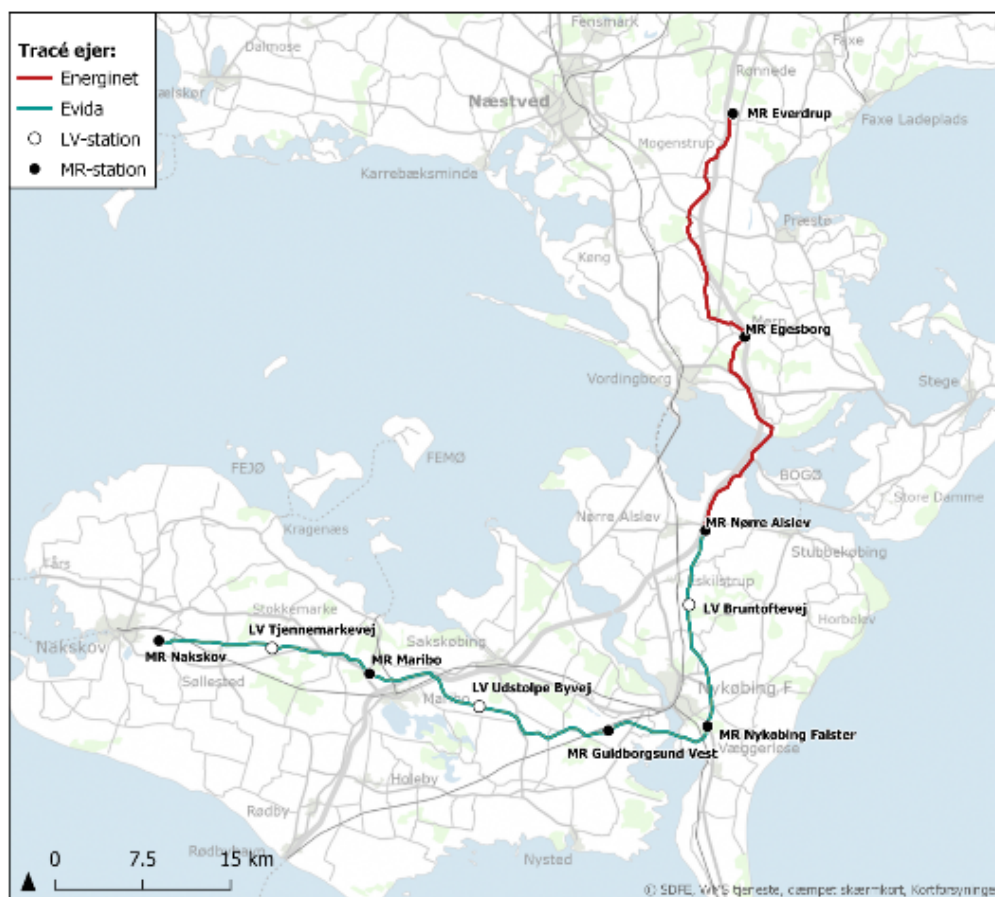 Tracé ejer:
Energinet
Evida
LV-station
MR-station
Fensmark
Dalmose
Faxe
Rønnede
Næstved
MR Everdrup
Faxe Ladeplads
Mogenstrup
Karrebæksminde
Præstø
Køng
MR Egesborg
Vordingborg
Stege
FEJØ
FEMØ
BOGØ
Store Damme
Kragenæs
Nørre Alslev
MR Nørre Alslev
Stubbekøbing
Eskilstrup
Stokkemarke
LV Bruntoftevej
Horbelev
Nakskov
LV Tjennemarkevej
Sakskøbing
MR Nakskov
MR Maribo
Søllested
LV Udstolpe Byvej
Nykøbing F
Maribo
MR Nykøbing Falster
MR Guldborgsund Vest
Væggerløse
Holeby
Rødby
Rødbyhavn
Nysted
0 7.5 15 km